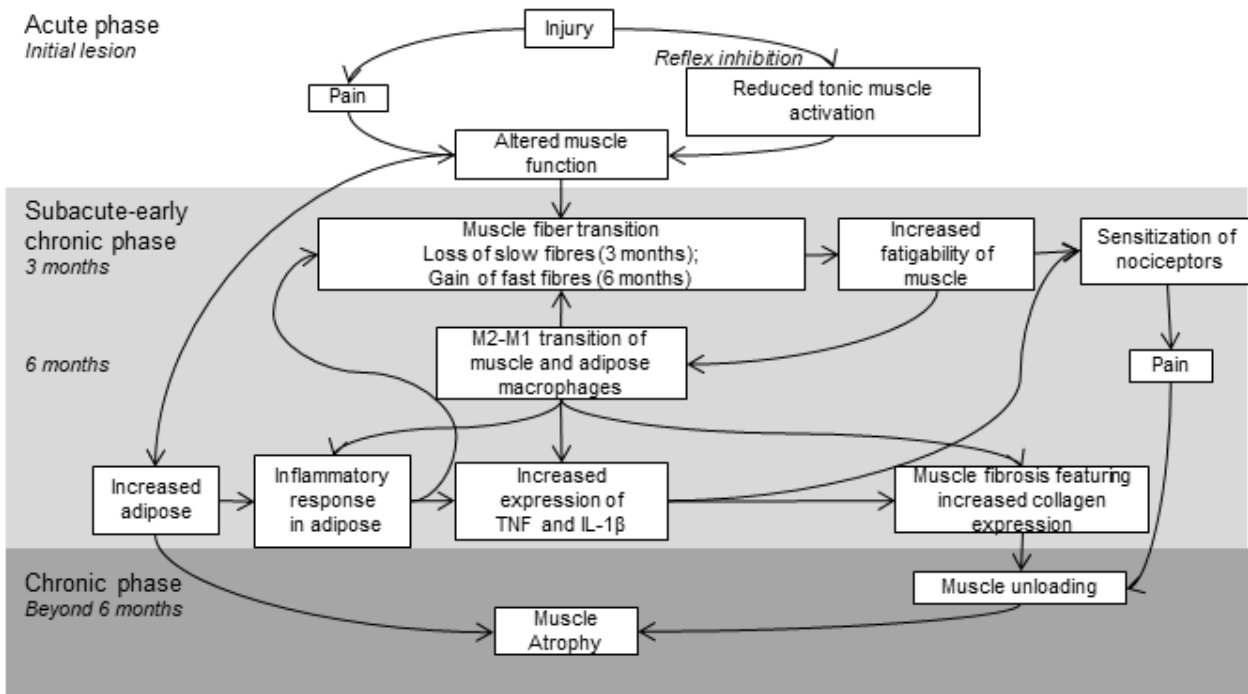 Acute phase
Initial lesion
Injury
Reflex inhibition
Pain
Reduced tonic muscle
activation
Altered muscle
function
Subacute-early
chronic phase
3 months
Muscle fiber transition
Loss of slow fibres (3 months);
Gain of fast fibres (6 months)
Increased
fatigability of
muscle
Sensitization of
nociceptors
6 months
M2-M1 transition of
muscle and adipose
macrophages
Pain
Increased
adipose
Inflammatory
response
in adipose
Increased
expression of
TNF and IL-1β
Muscle fibrosis featuring
increased collagen
expression
Chronic phase
Beyond 6 months
Muscle unloading
Muscle
Atrophy